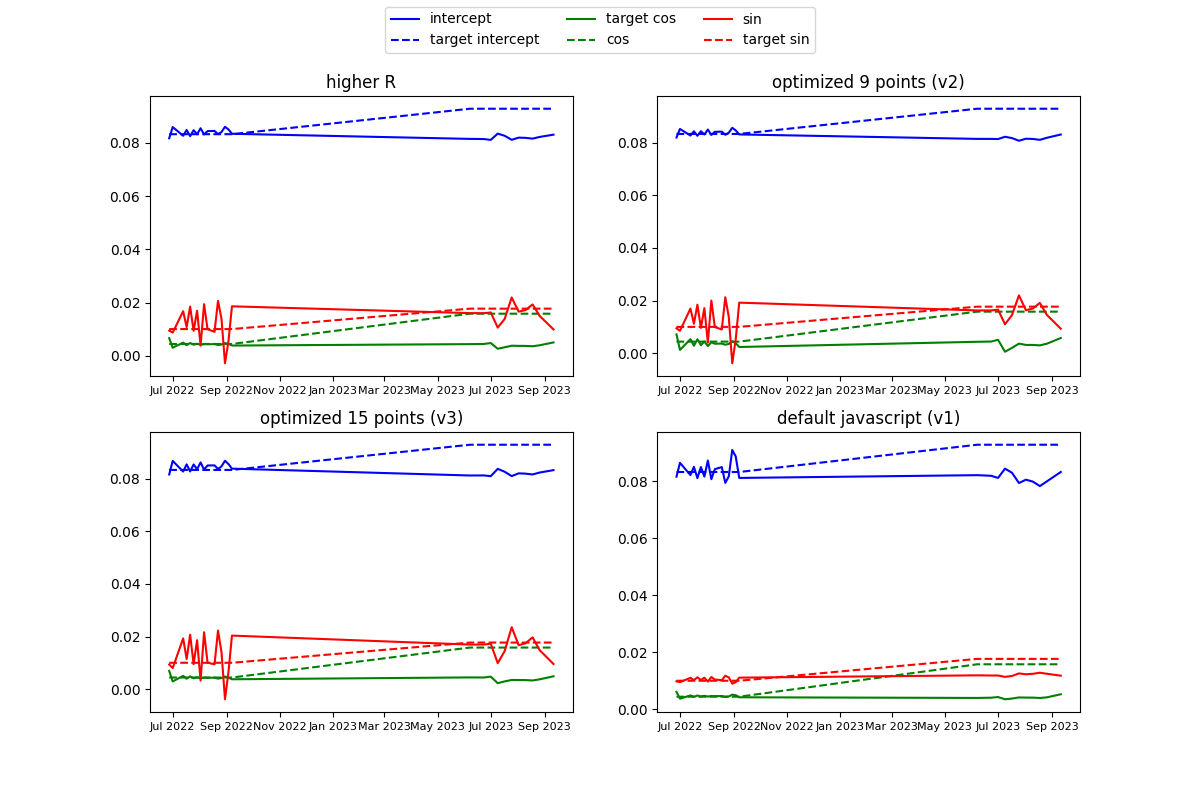 intercept target cos sin
target intercept cos target sin
higher R optimized 9 points (v2)
0.08 0.08
0.06 0.06
0.04 0.04
0.02 0.02
0.00 0.00
Jul 2022 Sep 2022 Nov 2022 Jan 2023 Mar 2023 May 2023 Jul 2023 Sep 2023 Jul 2022 Sep 2022 Nov 2022 Jan 2023 Mar 2023 May 2023 Jul 2023 Sep 2023
optimized 15 points (v3) default javascript (v1)
0.08 0.08
0.06 0.06
0.04 0.04
0.02 0.02
0.00 0.00
Jul 2022 Sep 2022 Nov 2022 Jan 2023 Mar 2023 May 2023 Jul 2023 Sep 2023 Jul 2022 Sep 2022 Nov 2022 Jan 2023 Mar 2023 May 2023 Jul 2023 Sep 2023